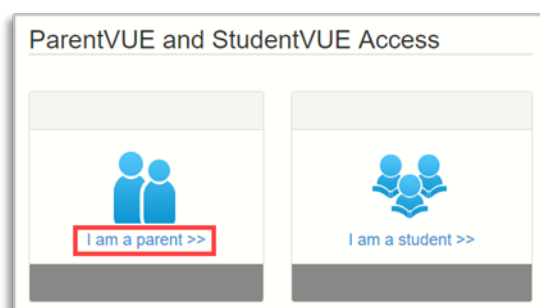 ParentVUE and StudentVUE Access
I am a parent >>
I am a student >>